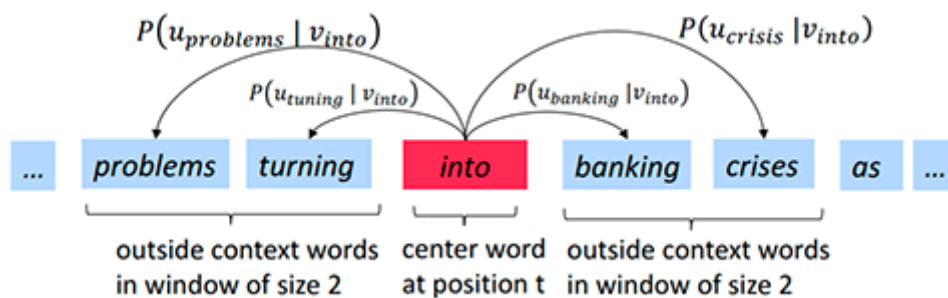 P(u_problems | v_into)
P(u_crisis |v_into)
P(u_tuning | v_into)
P(u_banking |v_into)
... problems turning into banking crises as ...
outside context words
in window of size 2
center word
at position t
outside context words
in window of size 2